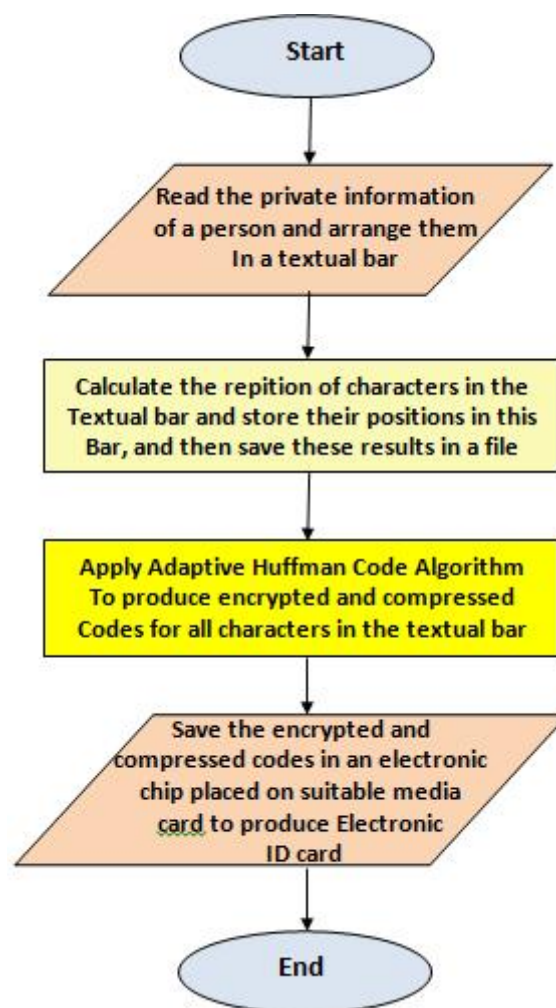 Start
Read the private information
of a person and arrange them
In a textual bar
Calculate the repition of characters in the
Textual bar and store their positions in this
Bar, and then save these results in a file
Apply Adaptive Huffman Code Algorithm
To produce encrypted and compressed
Codes for all characters in the textual bar
Save the encrypted and
compressed codes in an electronic
chip placed on suitable media
card to produce Electronic
ID card
End